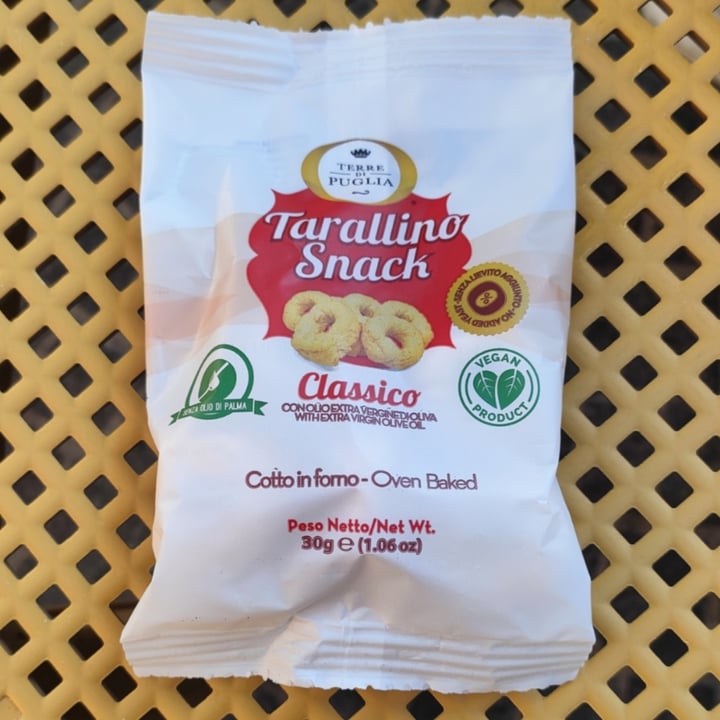 TERRE
DI
PUGLIA
Tarallino
Snack
SENZA LIEVITO AGGIUNTO - NO ADDED YEAST -
Classico
CON OLIO EXTRA VERGINE DI OLIVA
WITH EXTRA VIRGIN OLIVE OIL
SENZA OLIO DI PALMA
VEGAN
PRODUCT
Cotto in forno - Oven Baked
Peso Netto/Net Wt.
30g e (1.06 oz)